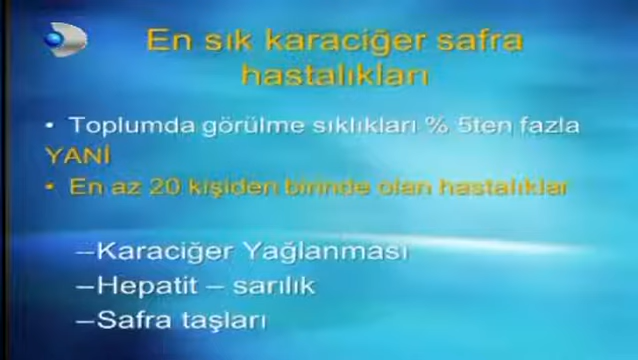 En sık karaciğer safra
hastalıkları
• Toplumda görülme sıklıkları % 5ten fazla
YANİ
• En az 20 kişiden birinde olan hastalıklar
–Karaciğer Yağlanması
–Hepatit – sarılık
–Safra taşları